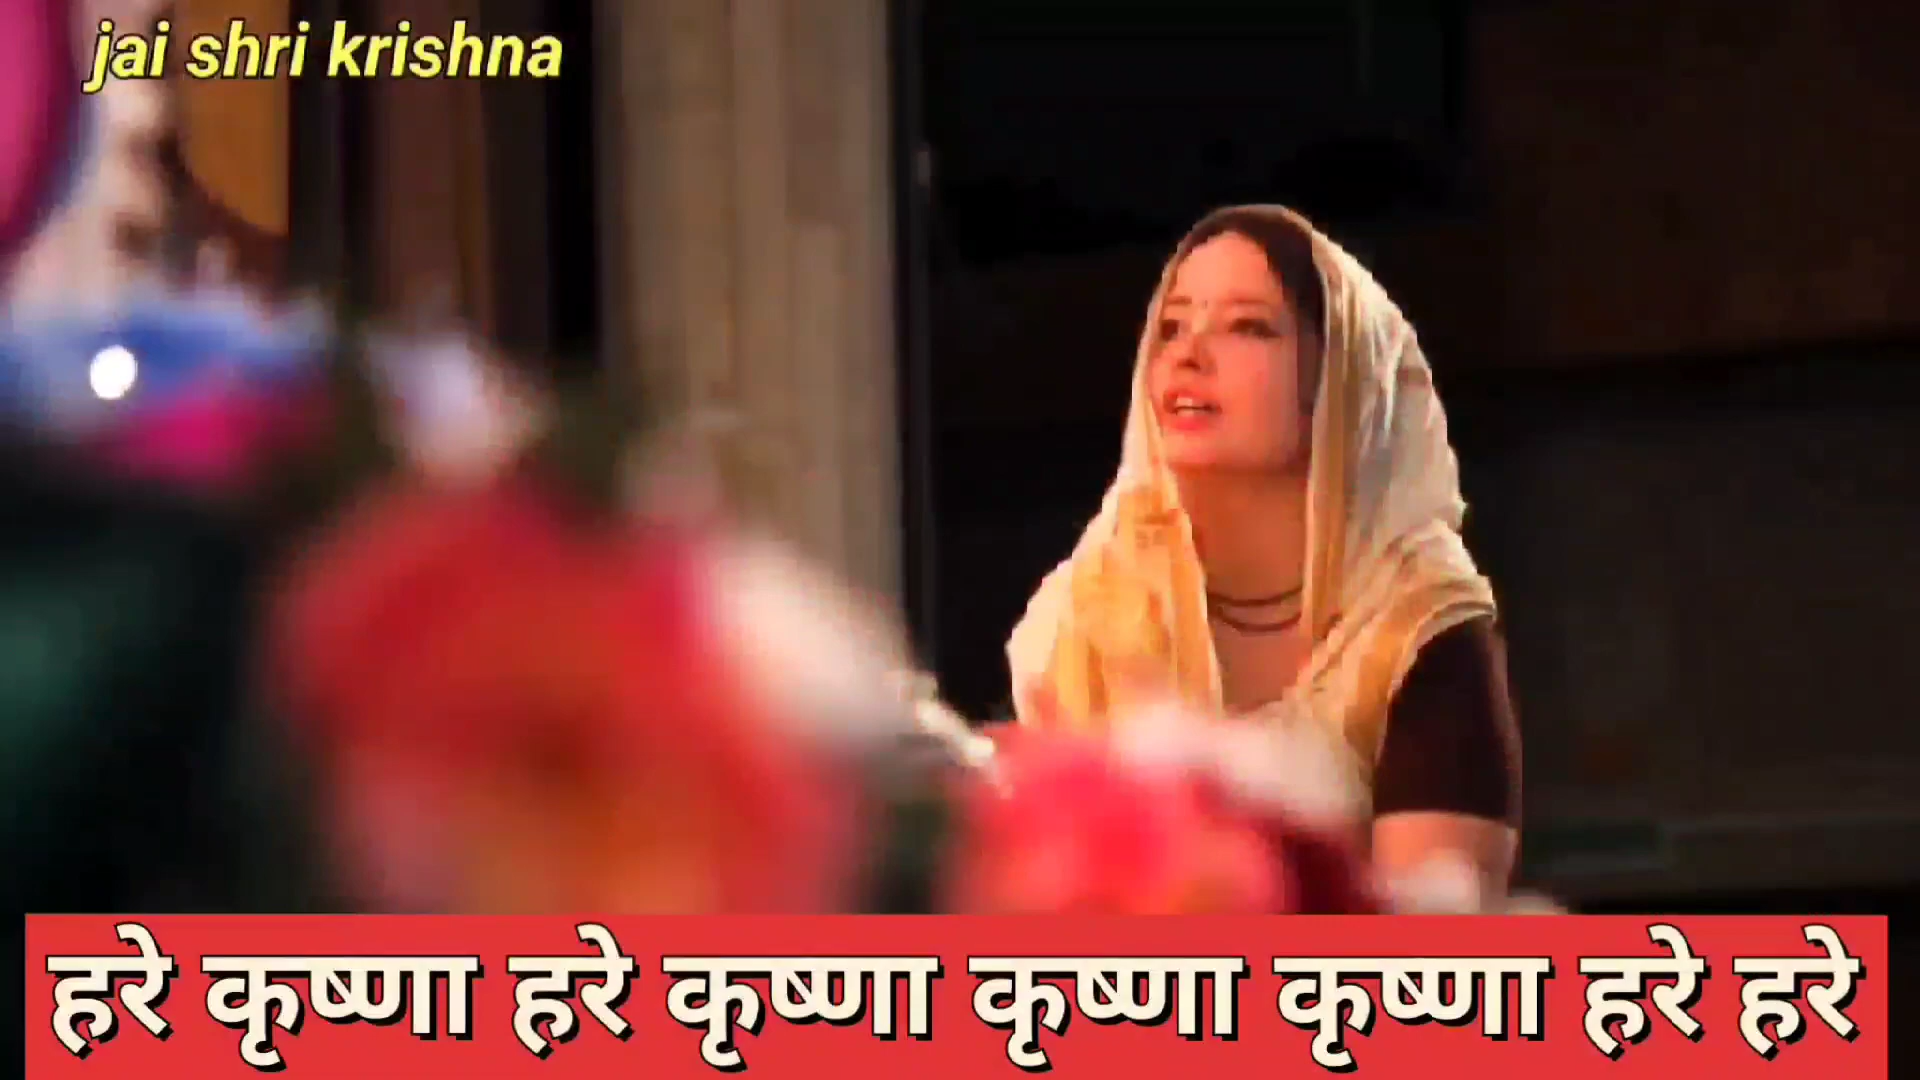 jai shri krishna
हरे कृष्णा हरे कृष्णा कृष्णा कृष्णा हरे हरे